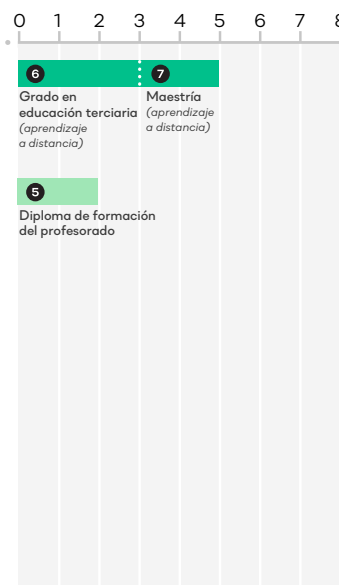 0 1 2 3 4 5 6 7 8
6 7
Grado en
educación terciaria
(aprendizaje
a distancia)
Maestría
(aprendizaje
a distancia)
5
Diploma de formación
del profesorado